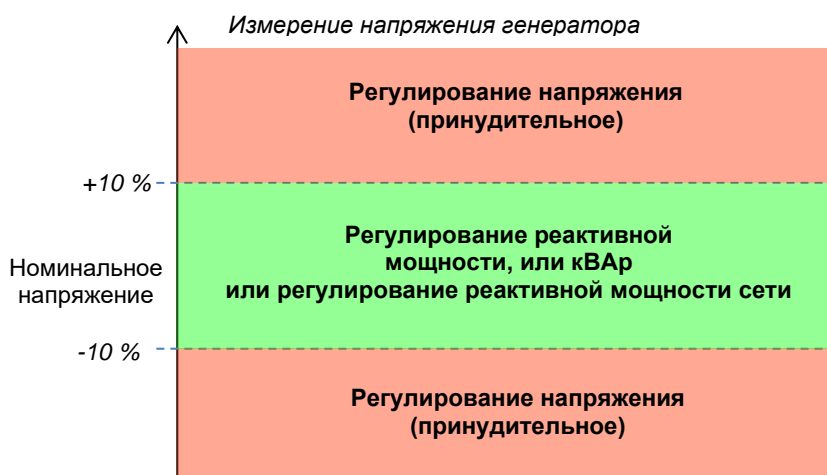 Измерение напряжения генератора
Регулирование напряжения
(принудительное)
+10 %
Регулирование реактивной
мощности, или кВАр
или регулирование реактивной мощности сети
Номинальное
напряжение
-10 %
Регулирование напряжения
(принудительное)